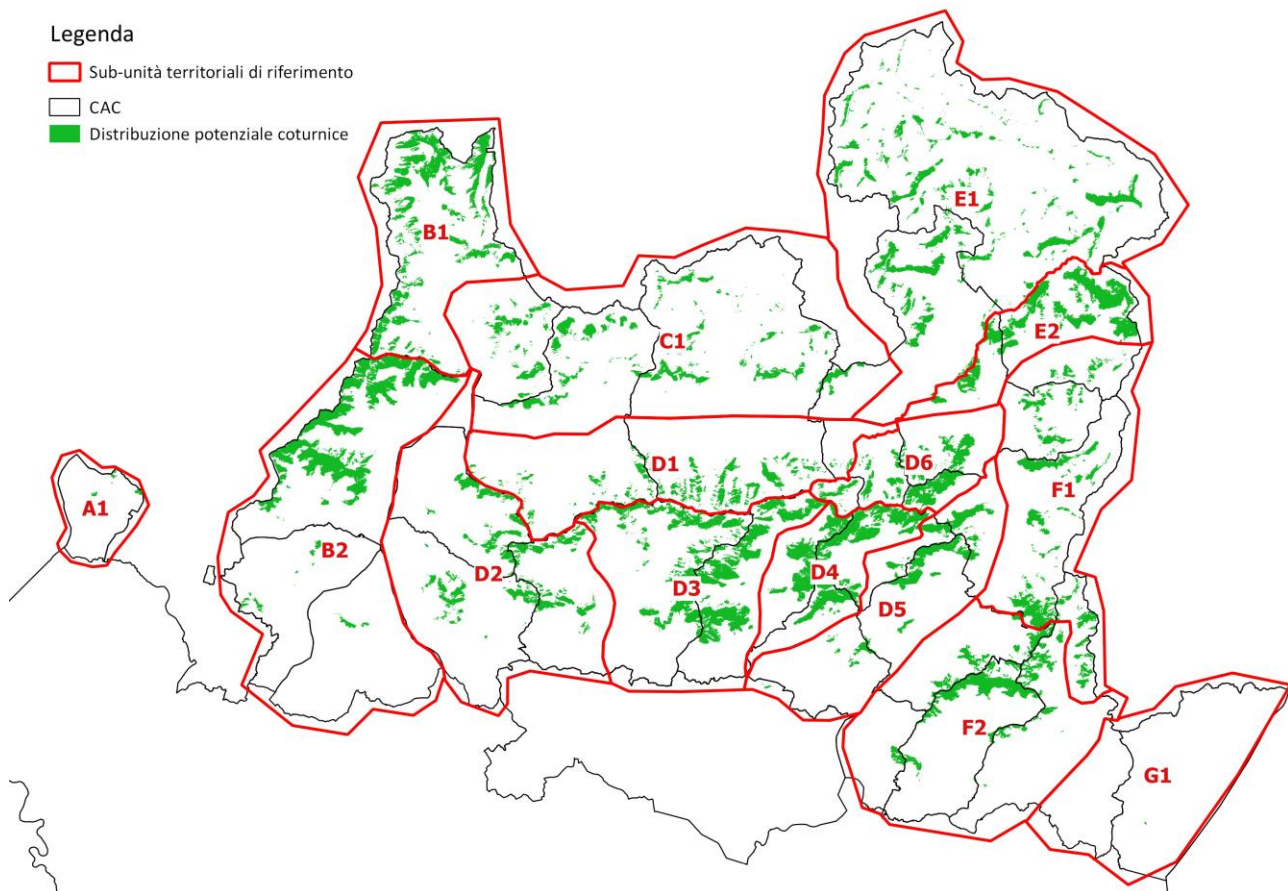 Legenda
Sub-unità territoriali di riferimento
CAC
Distribuzione potenziale coturnice
E1
B1
E2
C1
D1
D6
F1
A1
B2
D2
D3
D4
D5
F2
G1